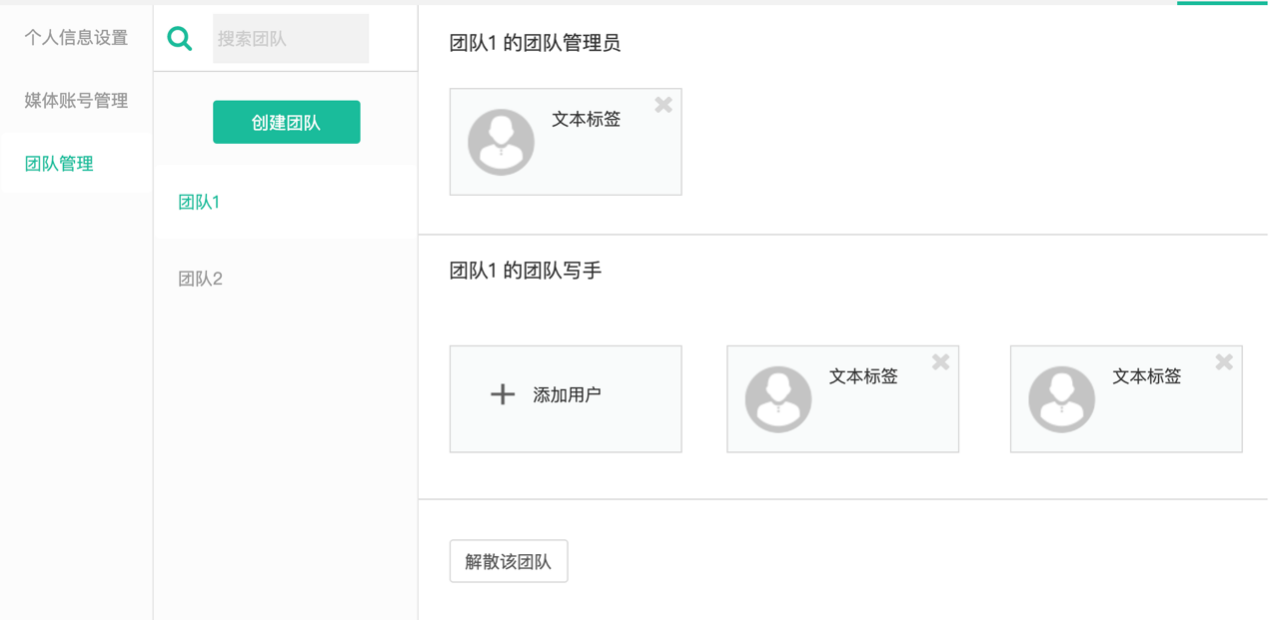 个人信息设置
媒体账号管理
团队管理
搜索团队
创建团队
团队1
团队2
团队1 的团队管理员
文本标签
团队1 的团队写手
添加用户
文本标签
文本标签
解散该团队